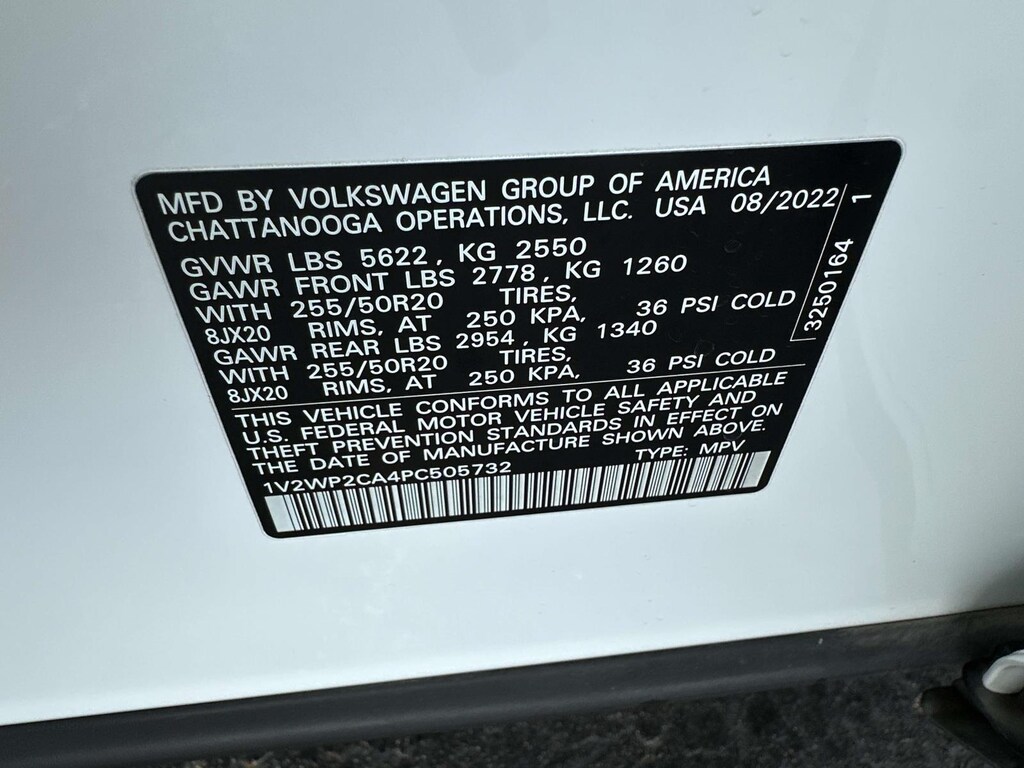 MFD BY VOLKSWAGEN GROUP OF AMERICA
CHATTANOOGA OPERATIONS, LLC. USA 08/2022
GVWR LBS 5622, KG 2550
GAWR FRONT LBS 2778, KG 1260
WITH 255/50R20 TIRES,
8JX20 RIMS, AT 250 KPA, 36 PSI COLD
GAWR REAR LBS 2954, KG 1340
WITH 255/50R20 TIRES,
8JX20 RIMS, AT 250 KPA, 36 PSI COLD
THIS VEHICLE CONFORMS TO ALL APPLICABLE
U.S. FEDERAL MOTOR VEHICLE SAFETY AND
THEFT PREVENTION STANDARDS IN EFFECT ON
THE DATE OF MANUFACTURE SHOWN ABOVE.
1V2WP2CA4PC505732 TYPE: MPV
3250164 1